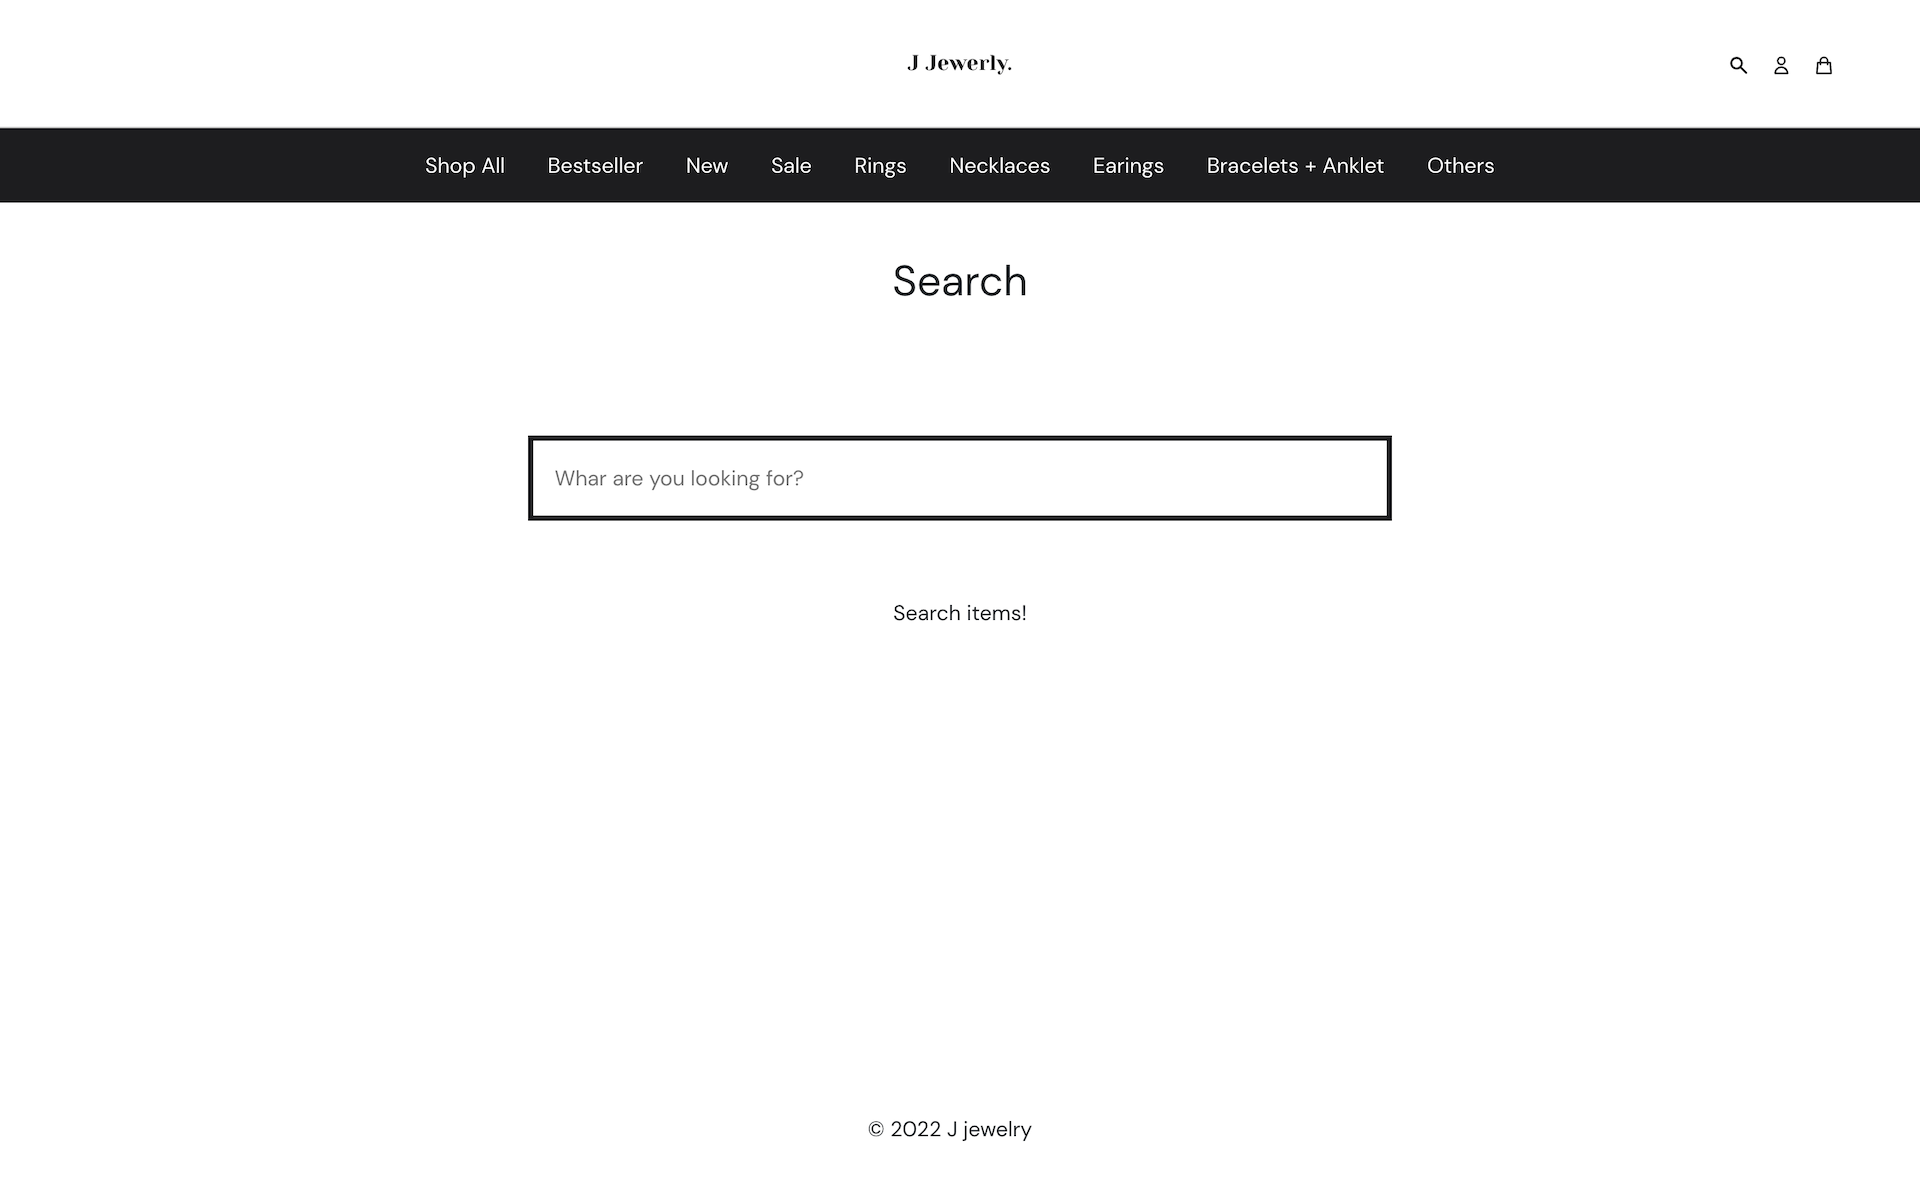 J Jewerly.
Shop All Bestseller New Sale Rings Necklaces Earings Bracelets + Anklet Others
Search
Whar are you looking for?
Search items!
© 2022 J jewelry